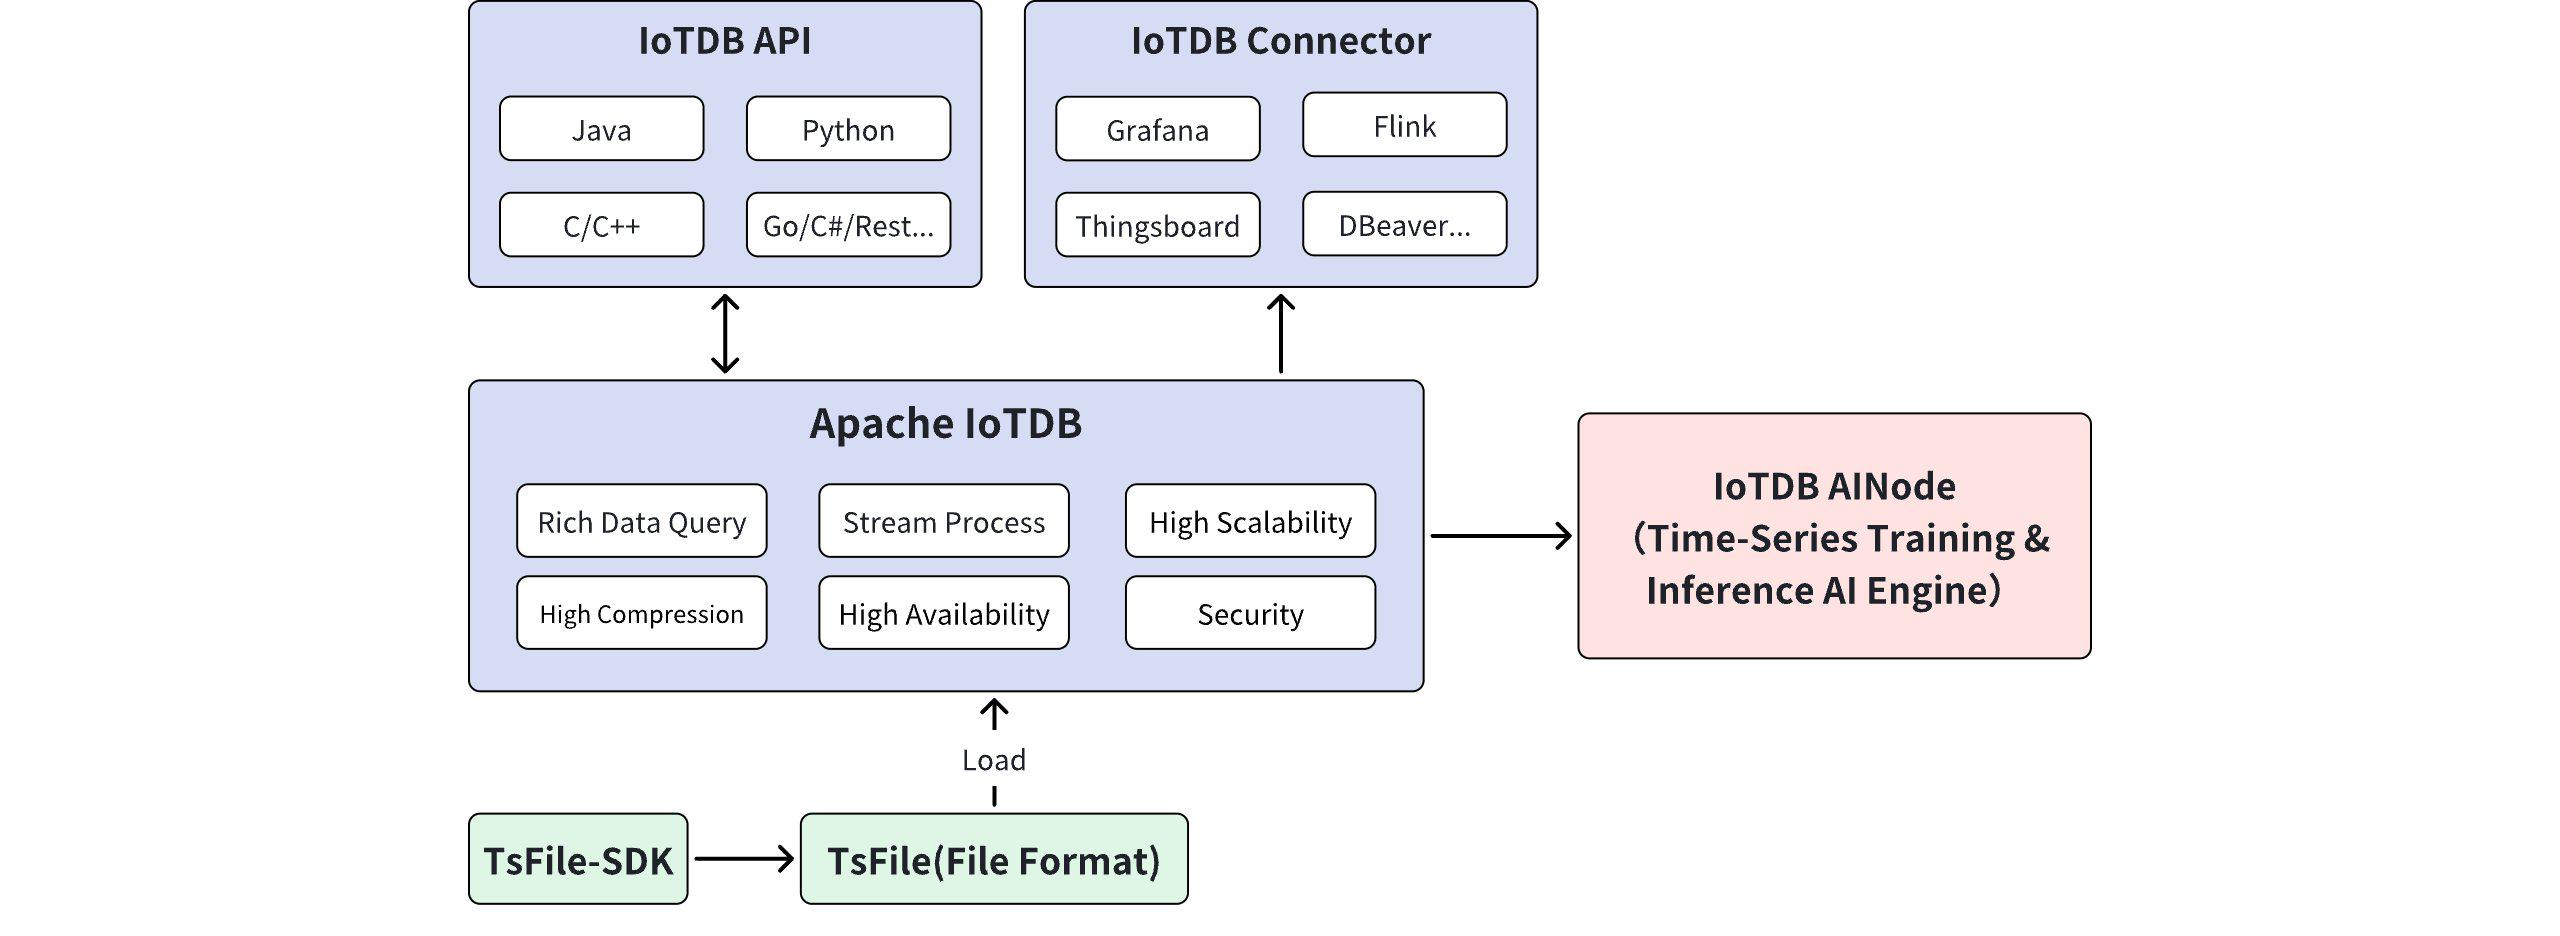 IoTDB API
Java
Python
C/C++
Go/C#/Rest...
IoTDB Connector
Grafana
Flink
Thingsboard
DBeaver...
Apache IoTDB
Rich Data Query
Stream Process
High Scalability
High Compression
High Availability
Security
IoTDB AINode
（Time-Series Training &
Inference AI Engine）
Load
TsFile-SDK
TsFile(File Format)